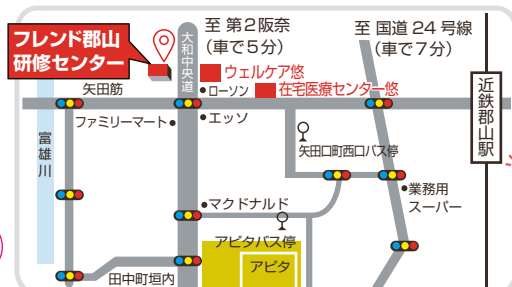 至 第2阪奈
(車で5分)
至 国道24号線
(車で7分)
フレンド郡山
研修センター
大和中央道
ウェルケア悠
ローソン
在宅医療センター悠
矢田筋
近鉄郡山駅
ファミリーマート
エッソ
富雄川
矢田口町西口バス停
業務用
スーパー
マクドナルド
アピタバス停
アピタ
田中町垣内